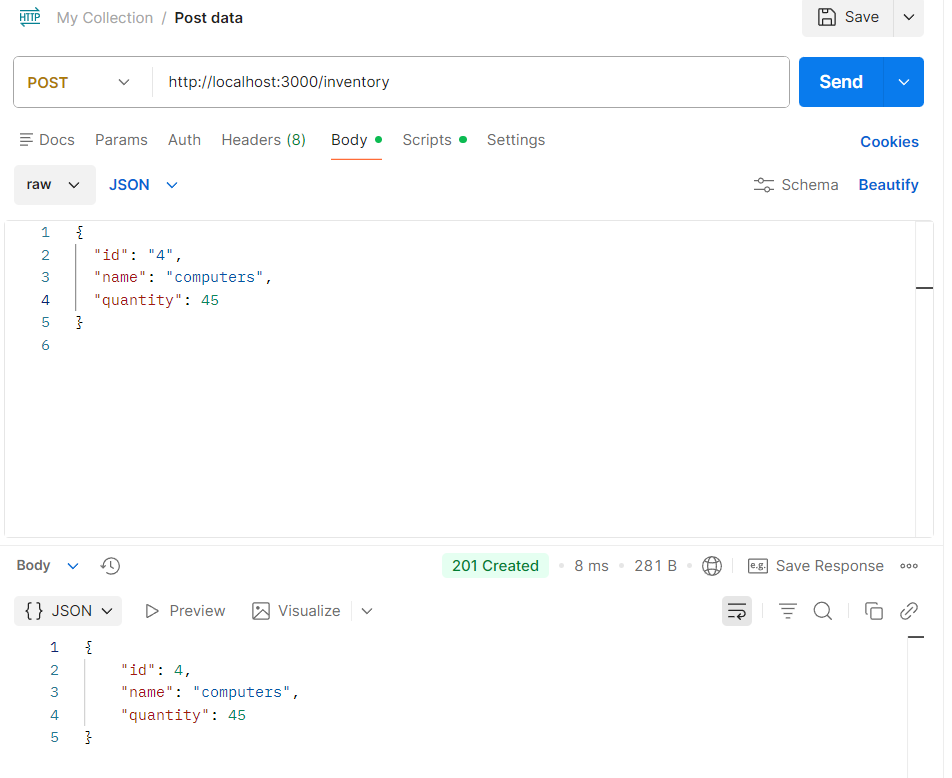 HTTP My Collection / Post data Save
POST http://localhost:3000/inventory Send
Docs Params Auth Headers (8) Body Scripts Settings Cookies
raw JSON Schema Beautify
1 {
2 "id": "4",
3 "name": "computers",
4 "quantity": 45
5 }
6
Body 201 Created • 8 ms • 281 B • e.g. Save Response
{} JSON Preview Visualize
1 {
2 "id": 4,
3 "name": "computers",
4 "quantity": 45
5 }